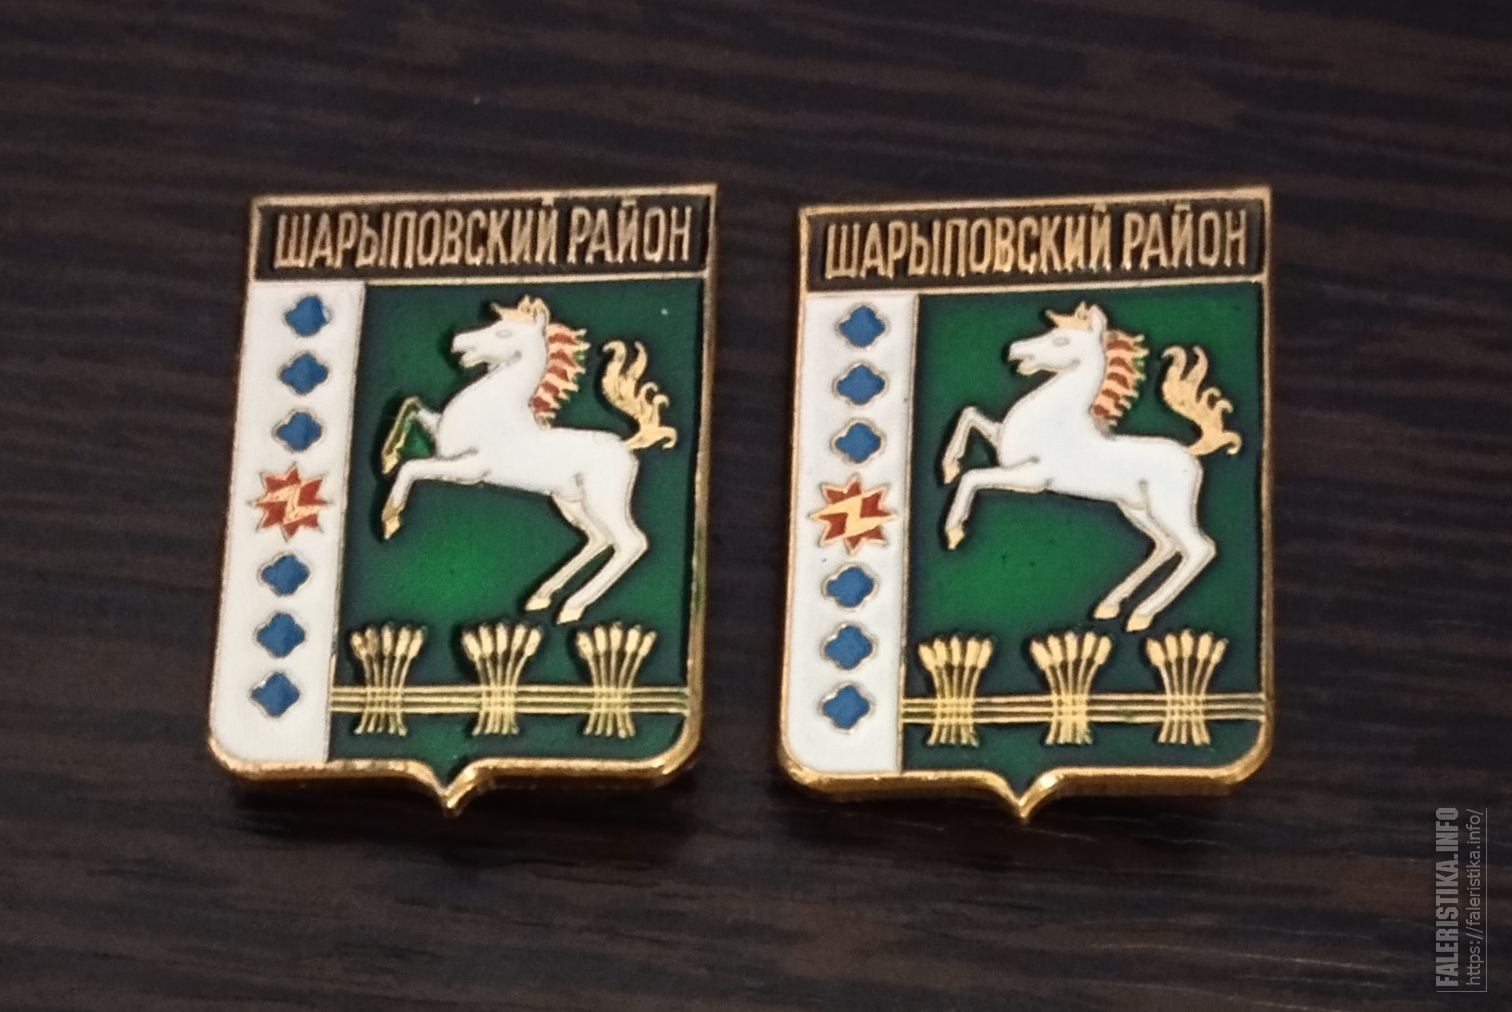 ШАРЫПОВСКИЙ РАЙОН
ШАРЫПОВСКИЙ РАЙОН
FALERISTIKA.INFO
https://faleristika.info/